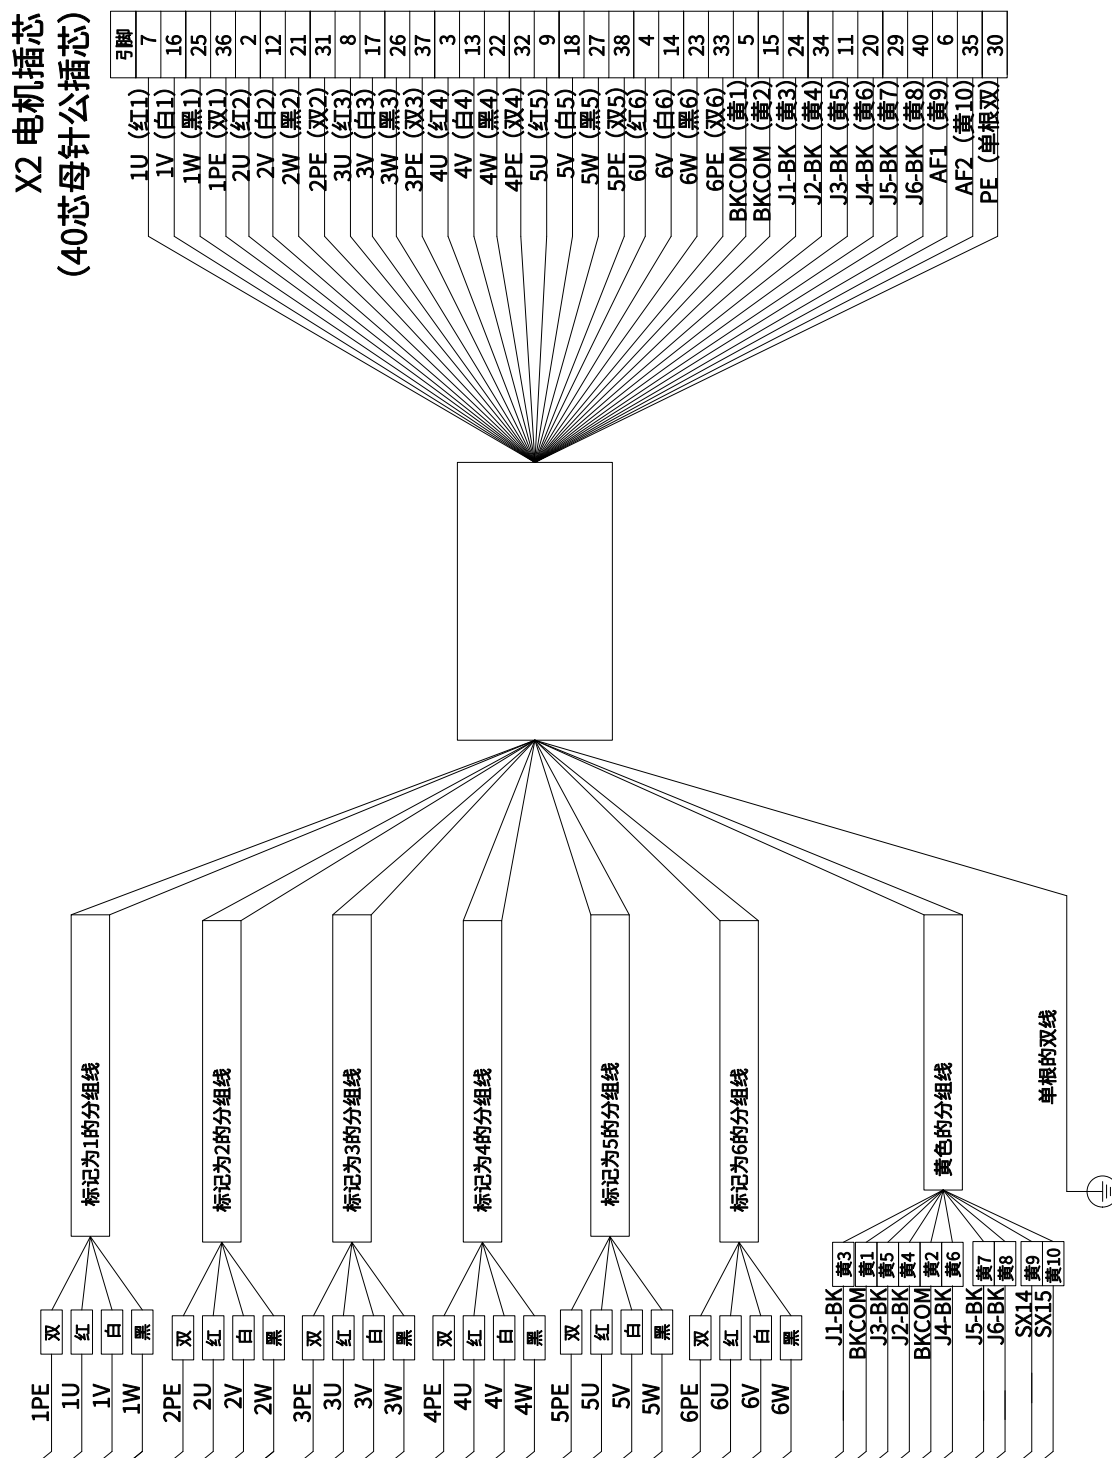 X2 电机插芯
(40芯母针公插芯)
引脚 7 16 25 36 2 12 21 31 8 17 26 37 3 13 22 32 9 18 27 38 4 14 23 33 5 15 24 34 11 20 29 40 6 35 30
1U (红1)
1V (白1)
1W (黑1)
1PE (双1)
2U (红2)
2V (白2)
2W (黑2)
2PE (双2)
3U (红3)
3V (白3)
3W (黑3)
3PE (双3)
4U (红4)
4V (白4)
4W (黑4)
4PE (双4)
5U (红5)
5V (白5)
5W (黑5)
5PE (双5)
6U (红6)
6V (白6)
6W (黑6)
6PE (双6)
BKCOM (黄1)
BKCOM (黄2)
J1-BK (黄3)
J2-BK (黄4)
J3-BK (黄5)
J4-BK (黄6)
J5-BK (黄7)
J6-BK (黄8)
AF1 (黄9)
AF2 (黄10)
PE (单根双)
标记为1的分组线
标记为2的分组线
标记为3的分组线
标记为4的分组线
标记为5的分组线
标记为6的分组线
黄色的分组线
单根的双线
双 红 白 黑
1PE 1U 1V 1W
双 红 白 黑
2PE 2U 2V 2W
双 红 白 黑
3PE 3U 3V 3W
双 红 白 黑
4PE 4U 4V 4W
双 红 白 黑
5PE 5U 5V 5W
双 红 白 黑
6PE 6U 6V 6W
黄3 黄1 黄5 黄4 黄2 黄6 黄7 黄8 黄9 黄10
J1-BK BKCOM J3-BK J2-BK BKCOM J4-BK J5-BK J6-BK SX14 SX15